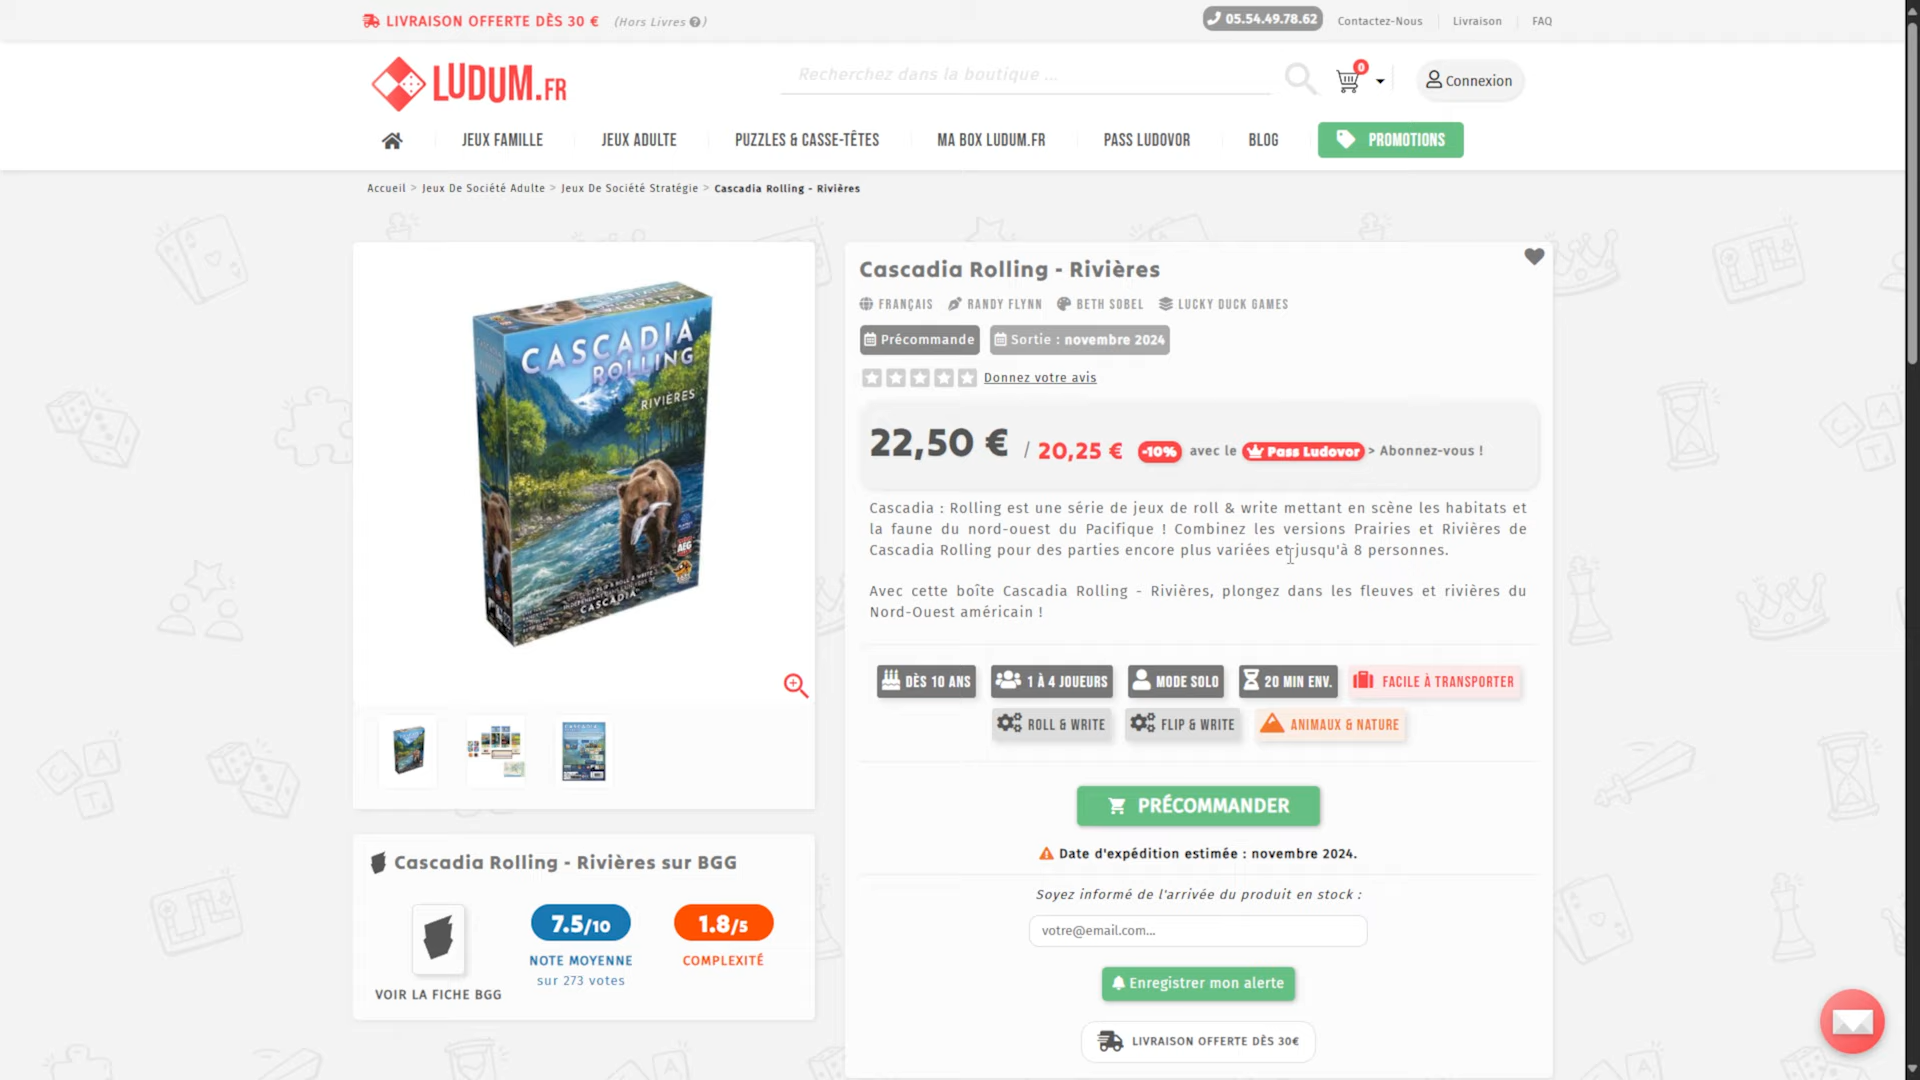 LIVRAISON OFFERTE DÈS 30 € (Hors Livres ?)
05.54.49.78.62
Contactez-Nous
Livraison
FAQ
LUDUM.FR
Recherchez dans la boutique ...
0
Connexion
JEUX FAMILLE
JEUX ADULTE
PUZZLES & CASSE-TÊTES
MA BOX LUDUM.FR
PASS LUDOVOR
BLOG
PROMOTIONS
Accueil > Jeux De Société Adulte > Jeux De Société Stratégie > Cascadia Rolling - Rivières
CASCADIA
ROLLING
RIVIÈRES
CASCADIA
AEG
Cascadia Rolling - Rivières
FRANÇAIS RANDY FLYNN BETH SOBEL LUCKY DUCK GAMES
Précommande
Sortie : novembre 2024
Donnez votre avis
22,50 € / 20,25 € -10% avec le Pass Ludovor > Abonnez-vous !
Cascadia : Rolling est une série de jeux de roll & write mettant en scène les habitats et
la faune du nord-ouest du Pacifique ! Combinez les versions Prairies et Rivières de
Cascadia Rolling pour des parties encore plus variées et jusqu'à 8 personnes.
Avec cette boîte Cascadia Rolling - Rivières, plongez dans les fleuves et rivières du
Nord-Ouest américain !
DÈS 10 ANS
1 À 4 JOUEURS
MODE SOLO
20 MIN ENV.
FACILE À TRANSPORTER
ROLL & WRITE
FLIP & WRITE
ANIMAUX & NATURE
PRÉCOMMANDER
Date d'expédition estimée : novembre 2024.
Soyez informé de l'arrivée du produit en stock :
votre@email.com...
Enregistrer mon alerte
LIVRAISON OFFERTE DÈS 30€
Cascadia Rolling - Rivières sur BGG
VOIR LA FICHE BGG
7.5/10
NOTE MOYENNE
sur 273 votes
1.8/5
COMPLEXITÉ